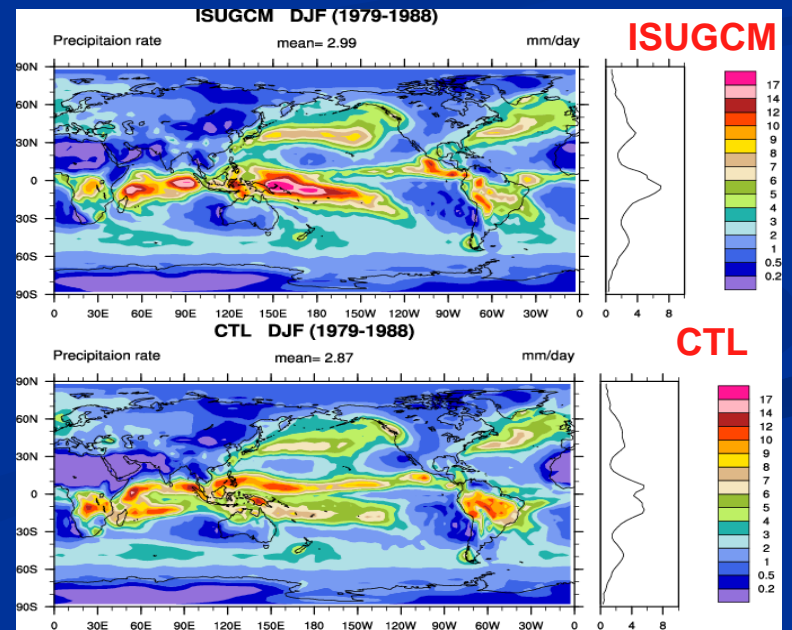 ISUGCM DJF (1979-1988)
Precipitaion rate mean= 2.99 mm/day
ISUGCM
90N
60N
30N
0
30S
60S
90S
0 30E 60E 90E 120E 150E 180 150W 120W 90W 60W 30W
0 4 8
17
14
12
10
9
8
7
6
5
4
3
2
1
0.5
0.2
CTL DJF (1979-1988)
Precipitaion rate mean= 2.87 mm/day
CTL
90N
60N
30N
0
30S
60S
90S
0 30E 60E 90E 120E 150E 180 150W 120W 90W 60W 30W
0 4 8
17
14
12
10
9
8
7
6
5
4
3
2
1
0.5
0.2